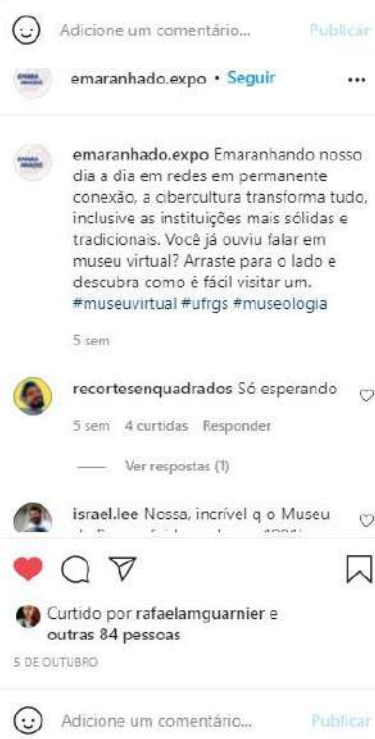 Adicione um comentário... Publicar
emaranhado.expo • Seguir
emaranhado.expo Emaranhando nosso
dia a dia em redes em permanente
conexão, a cibercultura transforma tudo,
inclusive as instituições mais sólidas e
tradicionais. Você já ouviu falar em
museu virtual? Arraste para o lado e
descubra como é fácil visitar um.
#museuvirtual #ufrgs #museologia
5 sem
recortesenquadrados Só esperando
5 sem 4 curtidas Responder
Ver respostas (1)
israel.lee Nossa, incrível q o Museu
Curtido por rafaelamguarnier e
outras 84 pessoas
5 DE OUTUBRO
Adicione um comentário... Publicar